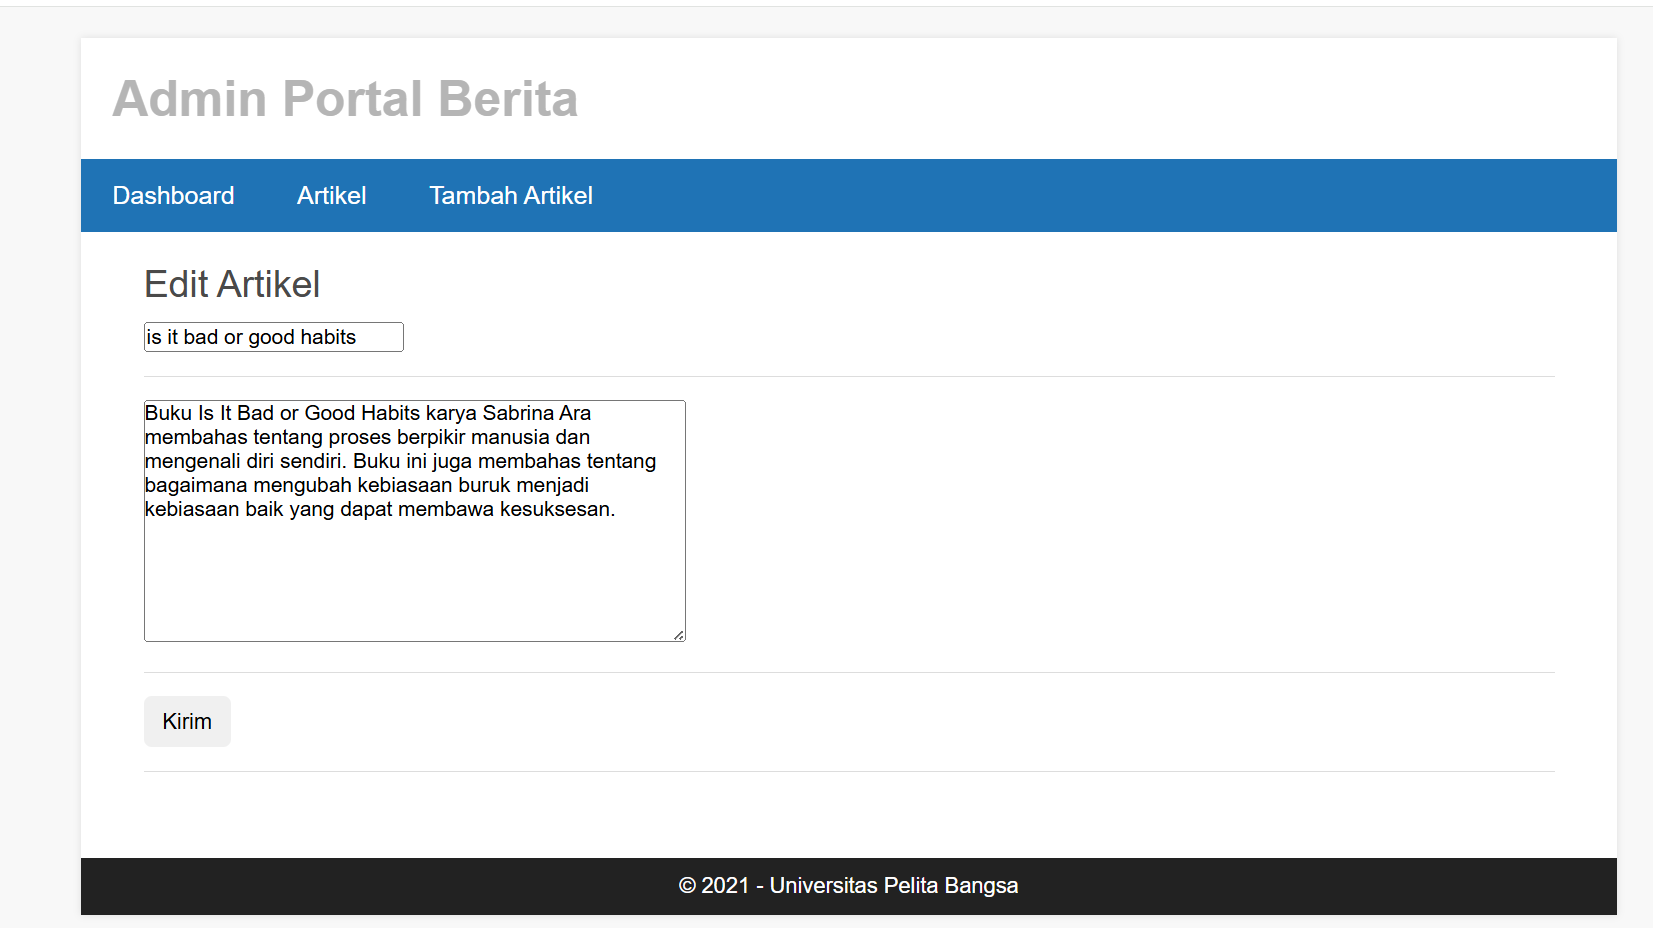 Admin Portal Berita
Dashboard Artikel Tambah Artikel
Edit Artikel
is it bad or good habits
Buku Is It Bad or Good Habits karya Sabrina Ara
membahas tentang proses berpikir manusia dan
mengenali diri sendiri. Buku ini juga membahas tentang
bagaimana mengubah kebiasaan buruk menjadi
kebiasaan baik yang dapat membawa kesuksesan.
Kirim
© 2021 - Universitas Pelita Bangsa